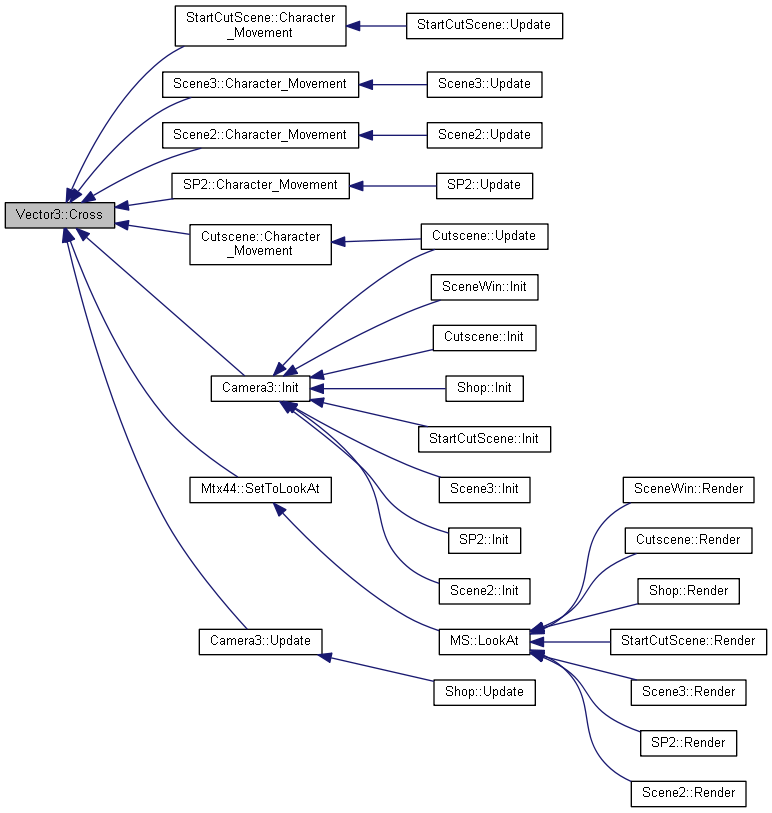 StartCutScene::Character
_Movement
StartCutScene::Update
Scene3::Character_Movement
Scene3::Update
Scene2::Character_Movement
Scene2::Update
SP2::Character_Movement
SP2::Update
Vector3::Cross
Cutscene::Character
_Movement
Cutscene::Update
SceneWin::Init
Cutscene::Init
Camera3::Init
Shop::Init
StartCutScene::Init
Mtx44::SetToLookAt
Scene3::Init
SceneWin::Render
SP2::Init
Cutscene::Render
Scene2::Init
Shop::Render
Camera3::Update
MS::LookAt
StartCutScene::Render
Shop::Update
Scene3::Render
SP2::Render
Scene2::Render